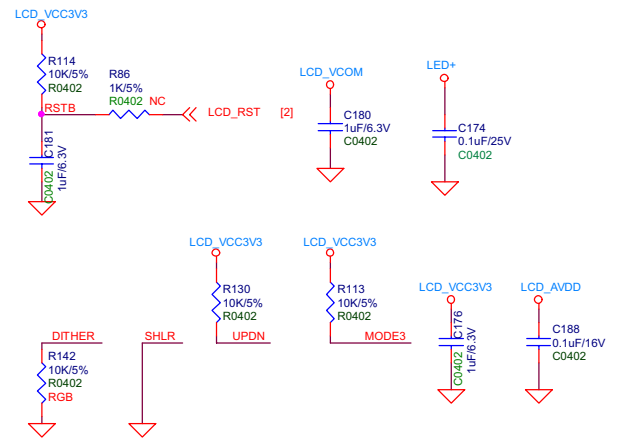 LCD_VCC3V3
R114
10K/5%
R0402
RSTB
R86
1K/5%
R0402 NC
LCD_RST [2]
C181
1uF/6.3V
C0402
LCD_VCOM
C180
1uF/6.3V
C0402
LED+
C174
0.1uF/25V
C0402
LCD_VCC3V3
R130
10K/5%
R0402
UPDN
LCD_VCC3V3
R113
10K/5%
R0402
MODE3
LCD_VCC3V3
C176
1uF/6.3V
C0402
LCD_AVDD
C188
0.1uF/16V
C0402
DITHER
R142
10K/5%
R0402
RGB
SHLR